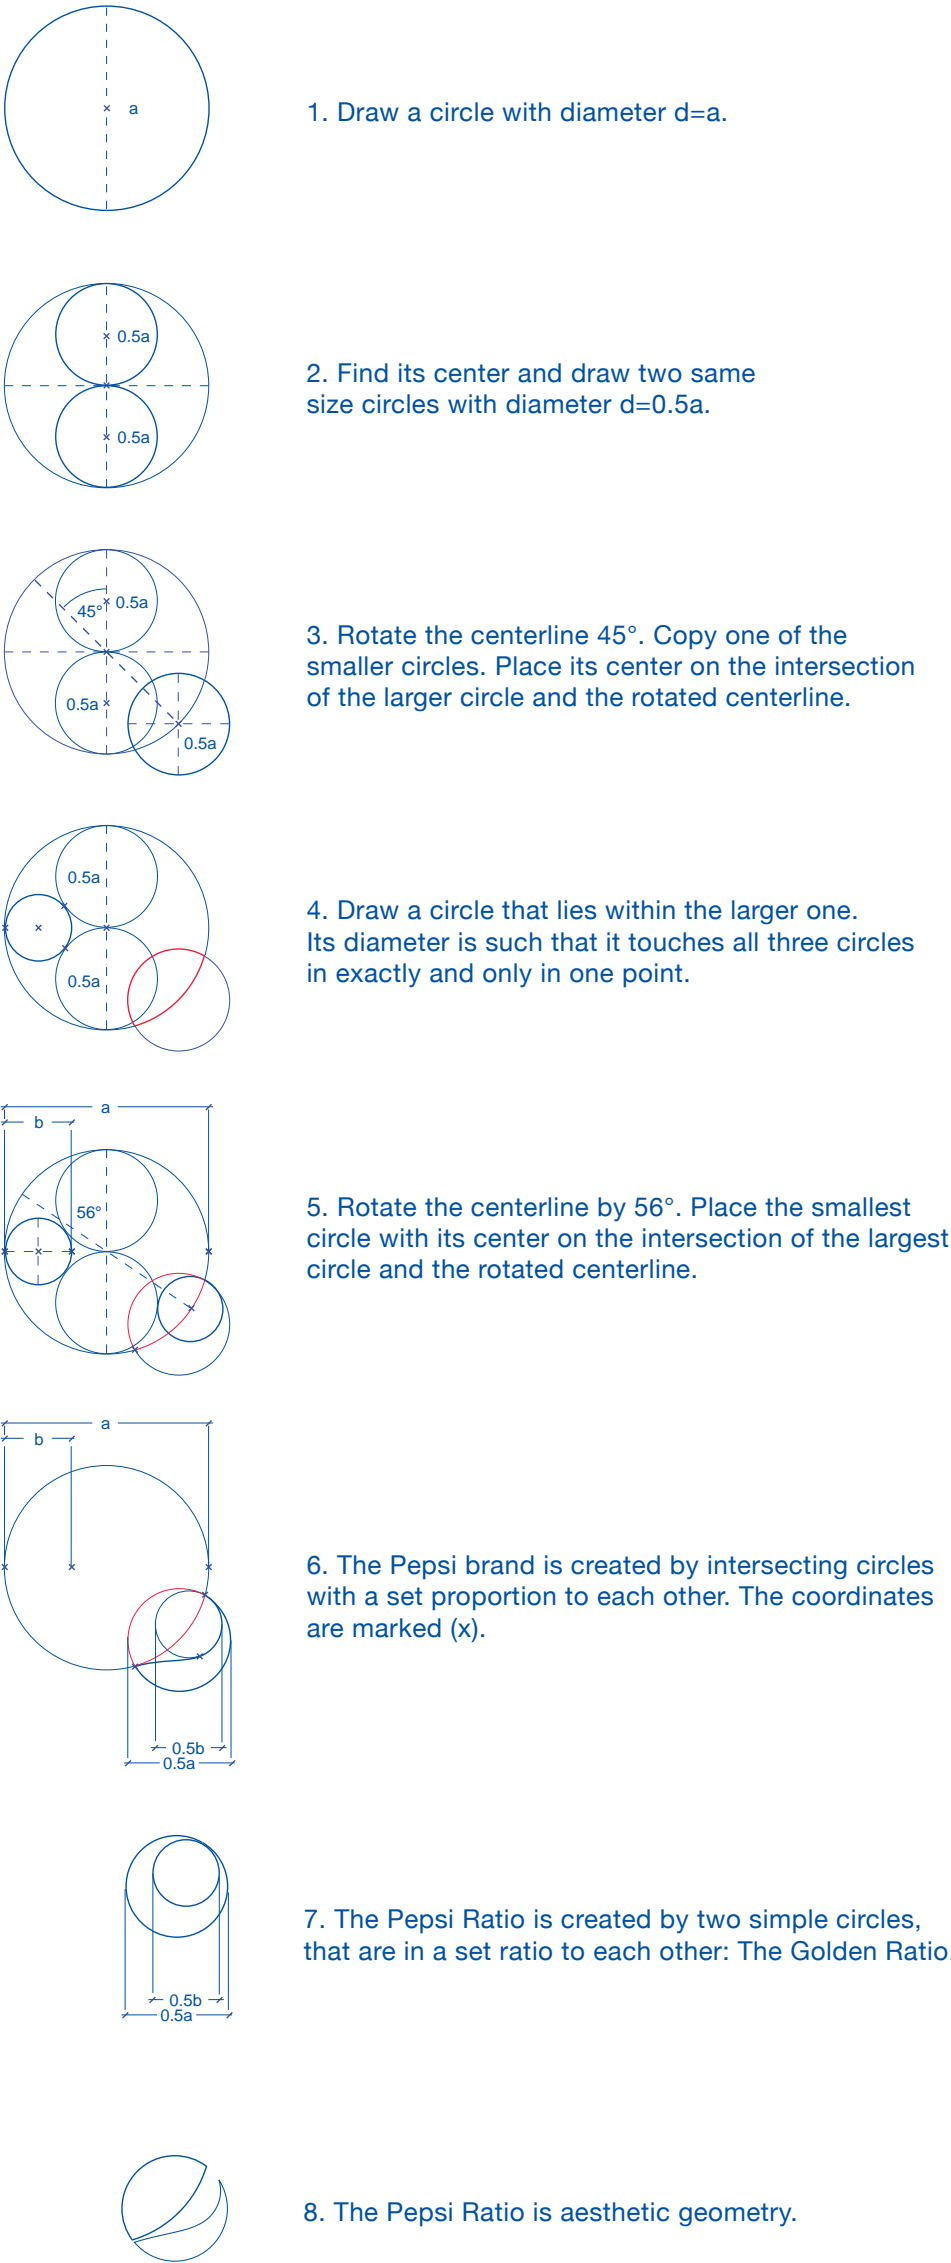 a
1. Draw a circle with diameter d=a.
0.5a
0.5a
2. Find its center and draw two same
size circles with diameter d=0.5a.
45°
0.5a
0.5a
0.5a
3. Rotate the centerline 45°. Copy one of the
smaller circles. Place its center on the intersection
of the larger circle and the rotated centerline.
0.5a
0.5a
4. Draw a circle that lies within the larger one.
Its diameter is such that it touches all three circles
in exactly and only in one point.
a
b
56°
5. Rotate the centerline by 56°. Place the smallest
circle with its center on the intersection of the largest
circle and the rotated centerline.
a
b
6. The Pepsi brand is created by intersecting circles
with a set proportion to each other. The coordinates
are marked (x).
0.5b
0.5a
7. The Pepsi Ratio is created by two simple circles,
that are in a set ratio to each other: The Golden Ratio.
0.5b
0.5a
8. The Pepsi Ratio is aesthetic geometry.